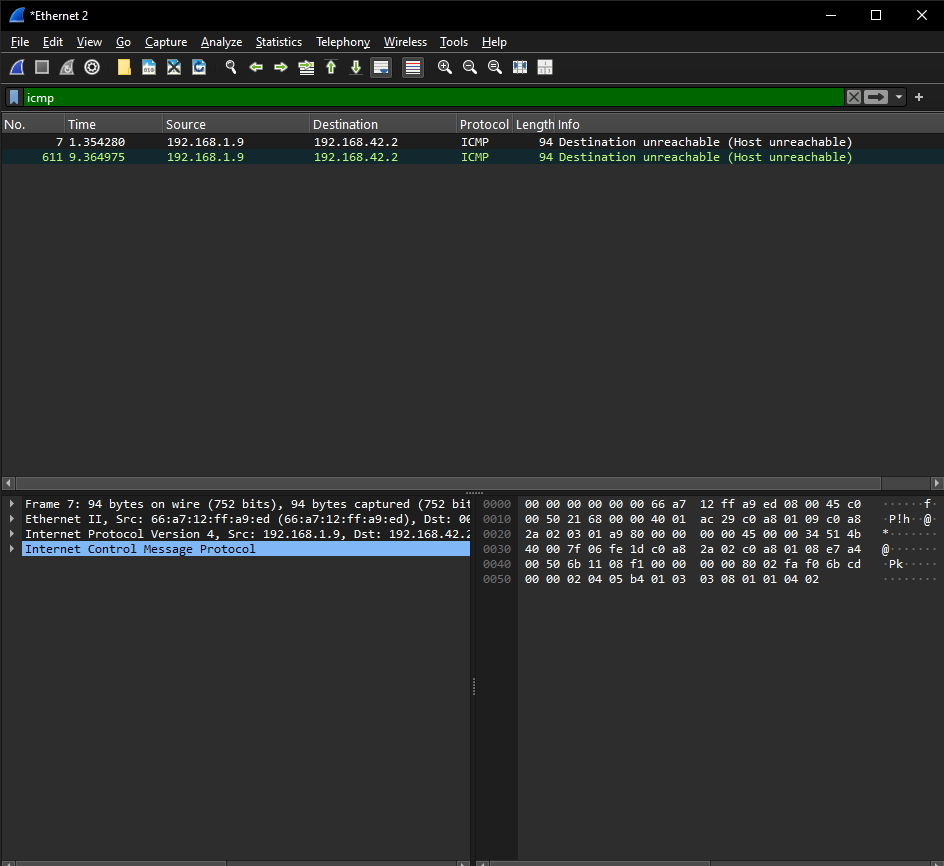 *Ethernet 2
File Edit View Go Capture Analyze Statistics Telephony Wireless Tools Help
icmp
No. Time Source Destination Protocol Length Info
7 1.354280 192.168.1.9 192.168.42.2 ICMP 94 Destination unreachable (Host unreachable)
611 9.364975 192.168.1.9 192.168.42.2 ICMP 94 Destination unreachable (Host unreachable)
Frame 7: 94 bytes on wire (752 bits), 94 bytes captured (752 bit
Ethernet II, Src: 66:a7:12:ff:a9:ed (66:a7:12:ff:a9:ed), Dst: 00
Internet Protocol Version 4, Src: 192.168.1.9, Dst: 192.168.42.2
Internet Control Message Protocol
0000 00 00 00 00 00 00 66 a7 12 ff a9 ed 08 00 45 c0 ······f·
0010 00 50 21 68 00 00 40 01 ac 29 c0 a8 01 09 c0 a8 ·P!h··@·
0020 2a 02 03 01 a9 80 00 00 00 00 45 00 00 34 51 4b *·······
0030 40 00 7f 06 fe 1d c0 a8 2a 02 c0 a8 01 08 e7 a4 @·······
0040 00 50 6b 11 08 f1 00 00 00 00 80 02 fa f0 6b cd ·Pk·····
0050 00 00 02 04 05 b4 01 03 03 08 01 01 04 02 ········